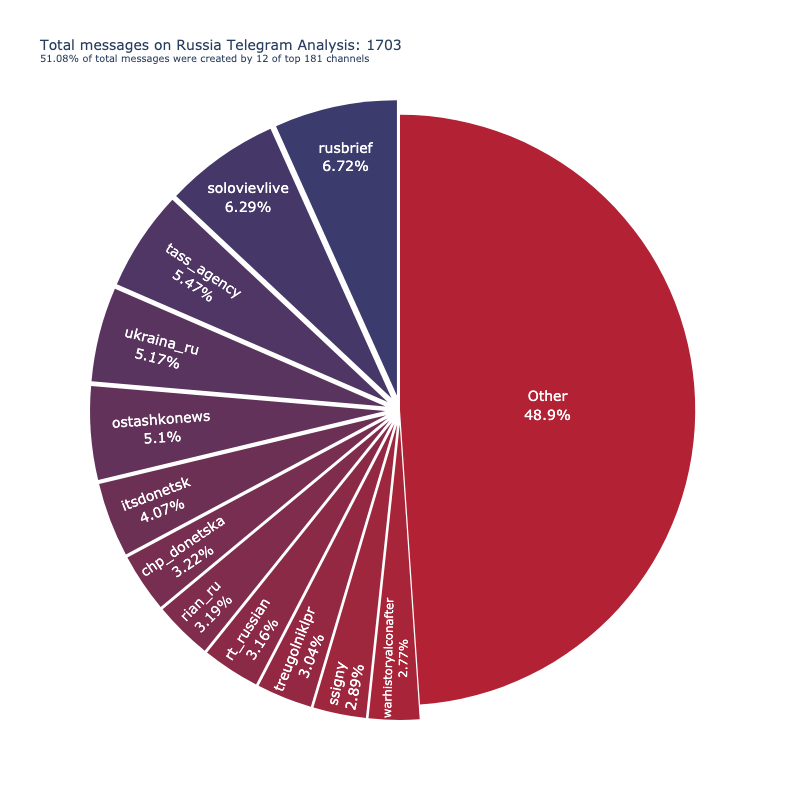 Total messages on Russia Telegram Analysis: 1703
51.08% of total messages were created by 12 of top 181 channels
rusbrief
6.72%
solovievlive
6.29%
tass_agency
5.47%
ukraina_ru
5.17%
ostashkonews
5.1%
itsdonetsk
4.07%
chp_donetska
3.22%
rian_ru
3.19%
rt_russian
3.16%
treugolniklpr
3.04%
ssigny
2.89%
warhistoryalconafter
2.77%
Other
48.9%